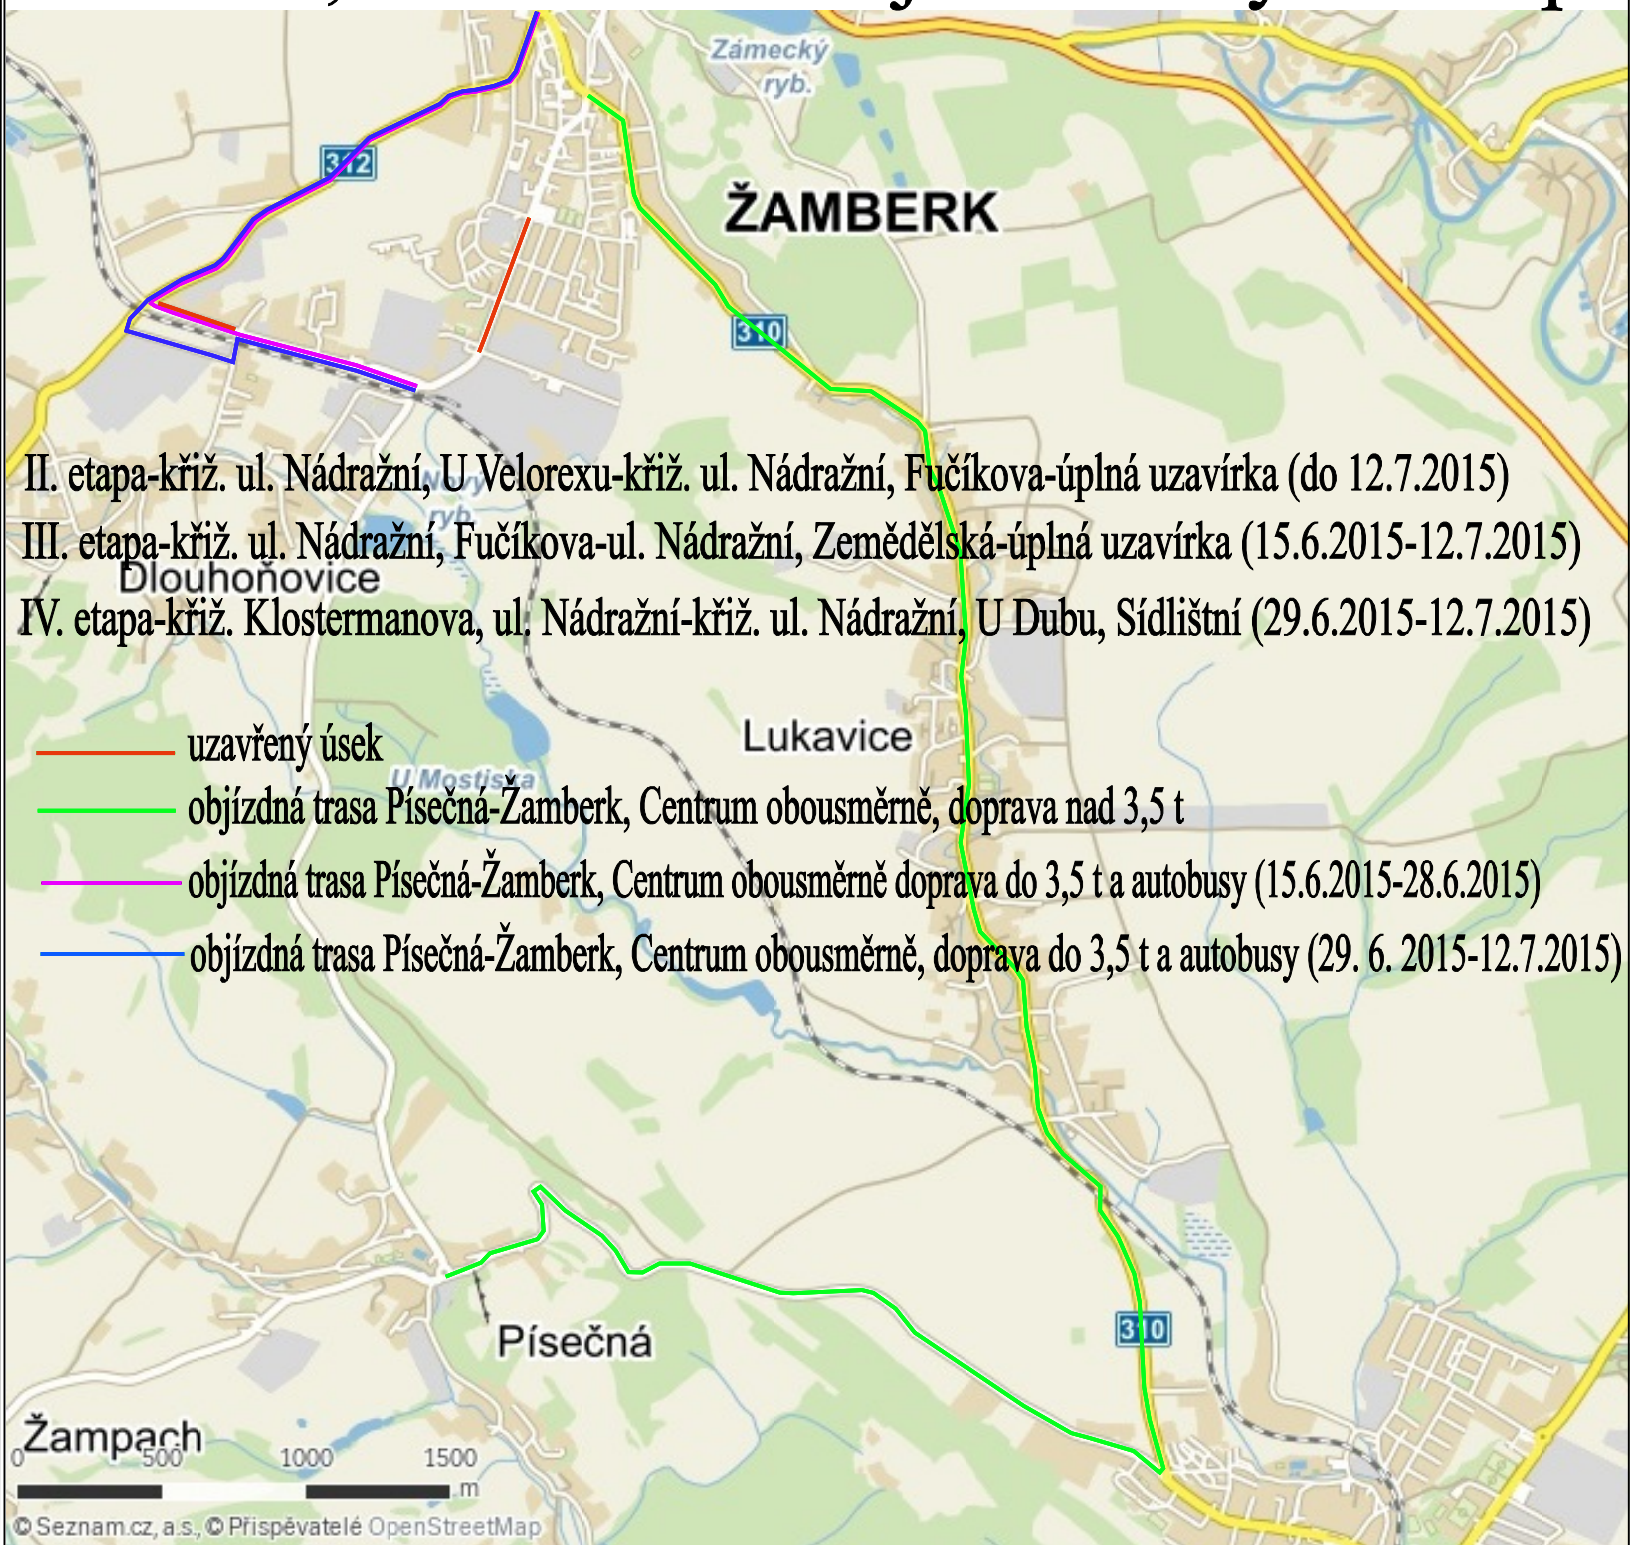 Zámecký
ryb.
312
ŽAMBERK
310
II. etapa-křiž. ul. Nádražní, U Velorexu-křiž. ul. Nádražní, Fučíkova-úplná uzavírka (do 12.7.2015)
Nový
ryb.
III. etapa-křiž. ul. Nádražní, Fučíkova-ul. Nádražní, Zemědělská-úplná uzavírka (15.6.2015-12.7.2015)
Dlouhoňovice
IV. etapa-křiž. Klostermanova, ul. Nádražní-křiž. ul. Nádražní, U Dubu, Sídlištní (29.6.2015-12.7.2015)
Lukavice
uzavřený úsek
U Mostiska
objízdná trasa Písečná-Žamberk, Centrum obousměrně, doprava nad 3,5 t
objízdná trasa Písečná-Žamberk, Centrum obousměrně doprava do 3,5 t a autobusy (15.6.2015-28.6.2015)
objízdná trasa Písečná-Žamberk, Centrum obousměrně, doprava do 3,5 t a autobusy (29. 6. 2015-12.7.2015)
310
Písečná
Žampach
0 500 1000 1500
m
© Seznam.cz, a.s., © Přispěvatelé OpenStreetMap